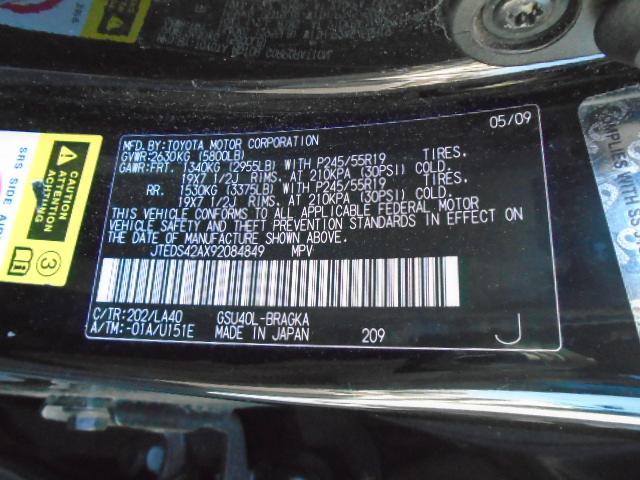 MFD.BY:TOYOTA MOTOR CORPORATION 05/09
GVWR:2630KG (5800LB)
GAWR:FRT. 1340KG (2955LB) WITH P245/55R19 TIRES.
19X7 1/2J RIMS. AT 210KPA (30PSI) COLD
RR. 1530KG (3375LB) WITH P245/55R19 TIRES.
19X7 1/2J RIMS. AT 210KPA (30PSI) COLD.
THIS VEHICLE CONFORMS TO ALL APPLICABLE FEDERAL MOTOR
VEHICLE SAFETY AND THEFT PREVENTION STANDARDS IN EFFECT ON
THE DATE OF MANUFACTURE SHOWN ABOVE.
JTEDS42AX92084849 MPV
C/TR:202/LA40 GSU40L-BRAGKA
A/TM:-01A/U151E MADE IN JAPAN 209 J
CAUTION
ATTENTION
ACHTUNG
3
i
SRS SIDE AIR